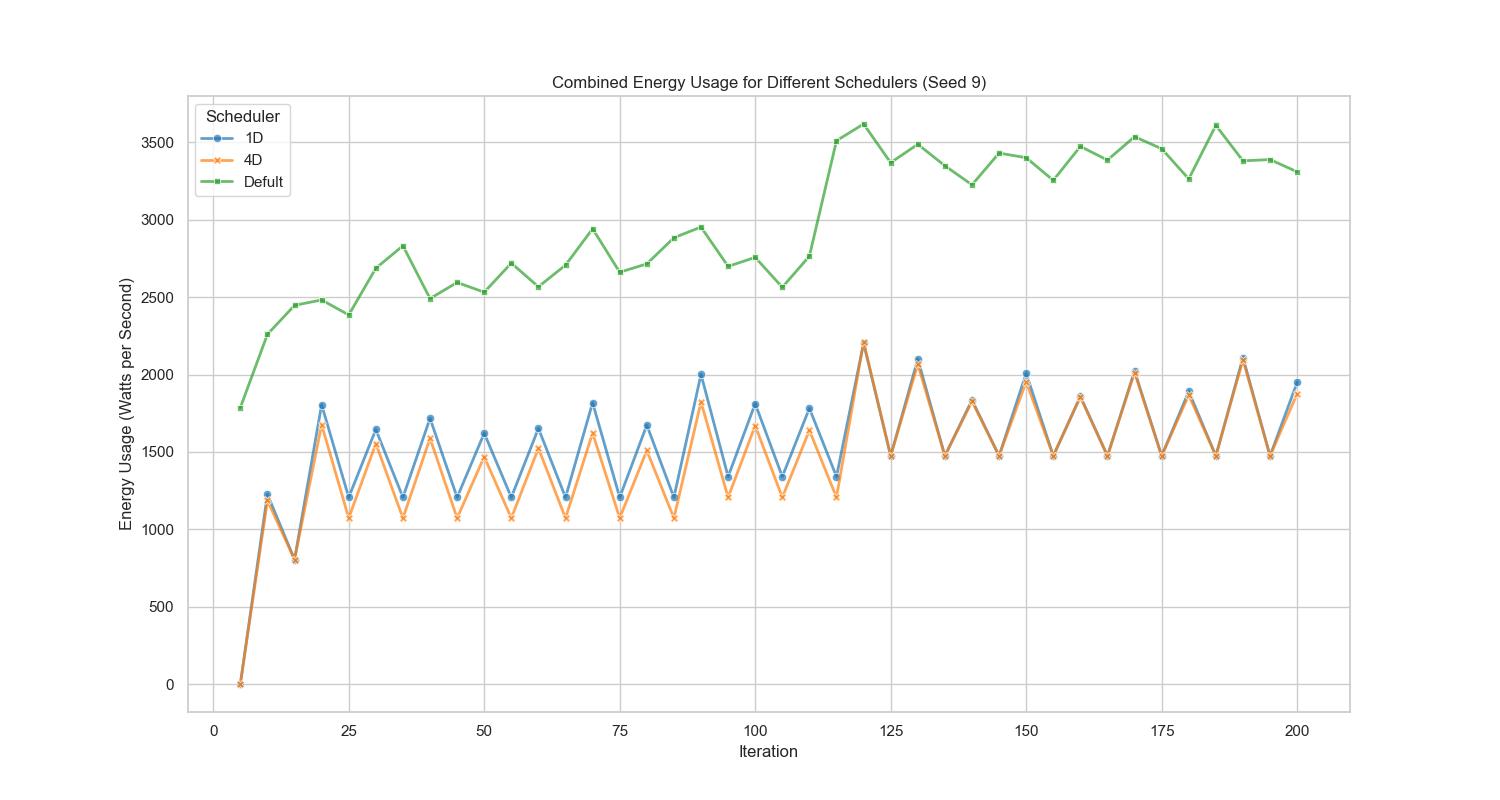 Combined Energy Usage for Different Schedulers (Seed 9)
Scheduler
1D
4D
Defult
Energy Usage (Watts per Second)
3500
3000
2500
2000
1500
1000
500
0
0 25 50 75 100 125 150 175 200
Iteration